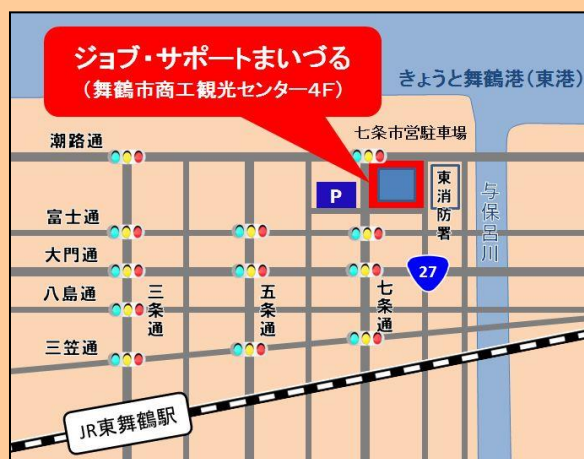 ジョブ・サポートまいづる
（舞鶴市商工観光センター4F）
きょうと舞鶴港（東港）
七条市営駐車場
潮路通
P
東消防署
与保呂川
富士通
大門通
27
八島通
三条通
五条通
七条通
三笠通
JR東舞鶴駅